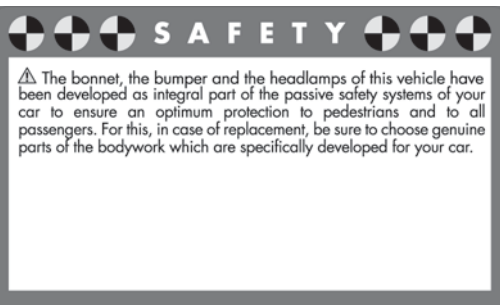 SAFETY
⚠ The bonnet, the bumper and the headlamps of this vehicle have
been developed as integral part of the passive safety systems of your
car to ensure an optimum protection to pedestrians and to all
passengers. For this, in case of replacement, be sure to choose genuine
parts of the bodywork which are specifically developed for your car.